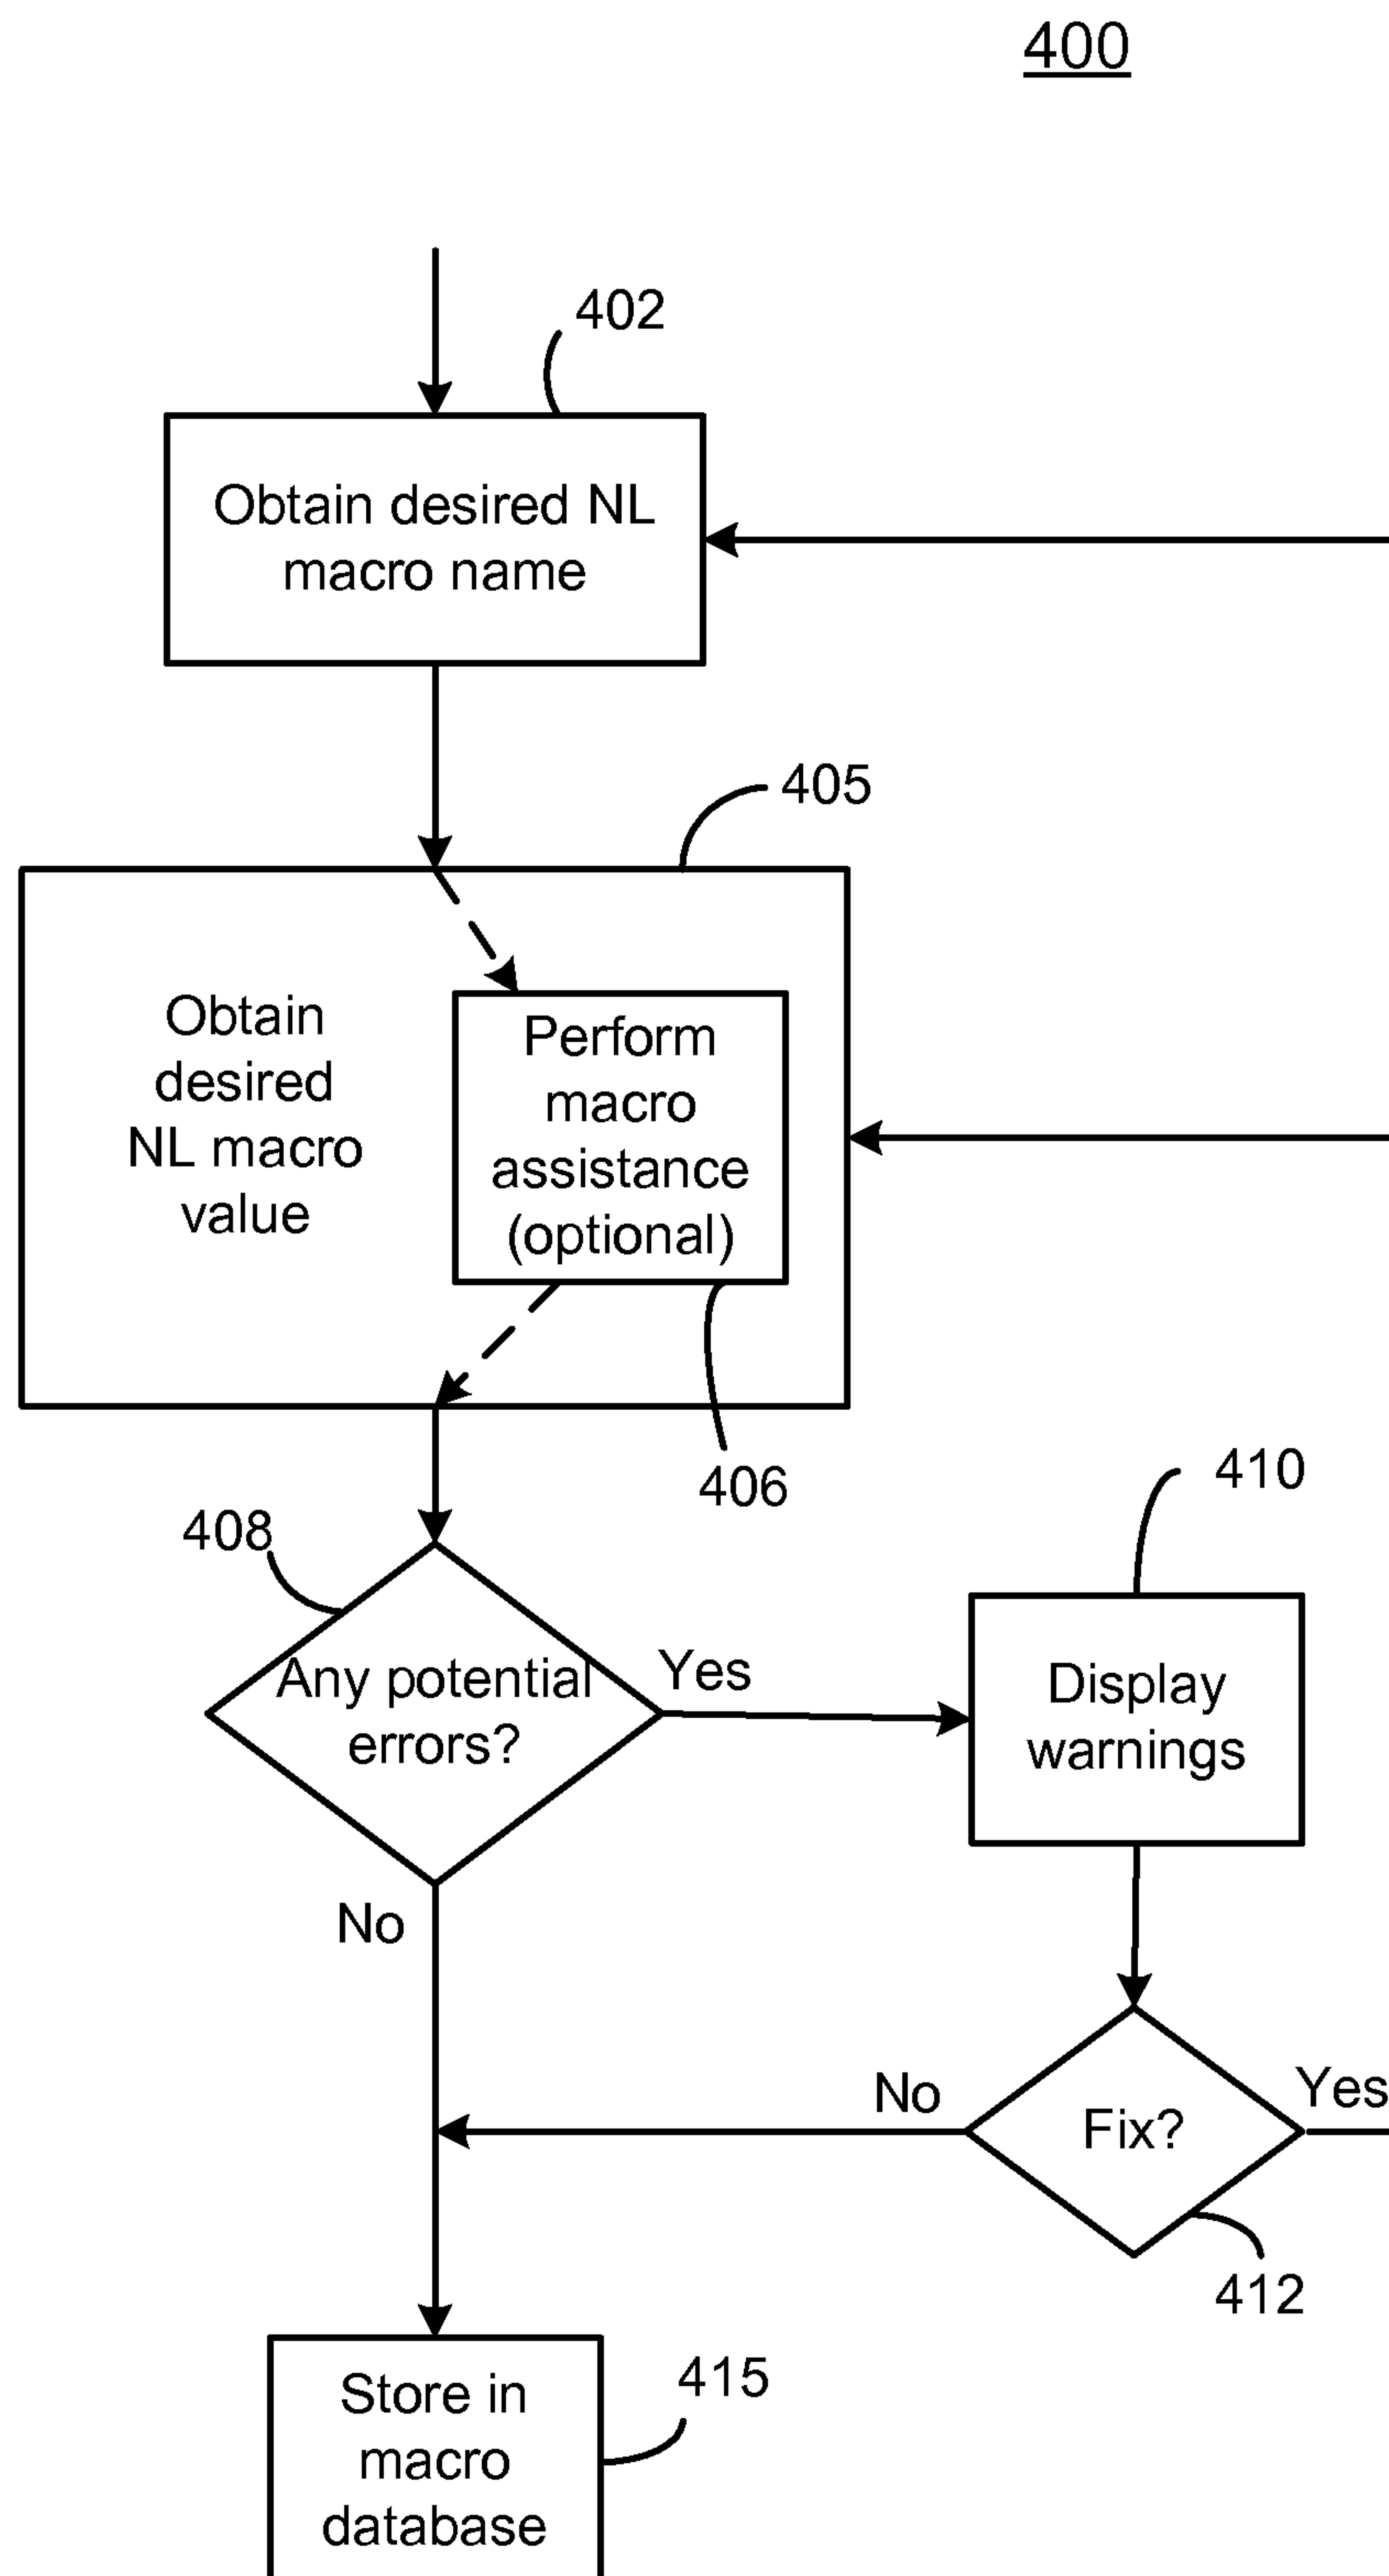 400
402
Obtain desired NL
macro name
405
Obtain
desired
NL macro
value
Perform
macro
assistance
(optional)
406
408
410
Any potential
errors?
Yes
Display
warnings
No
No
Fix?
Yes
412
Store in
macro
database
415